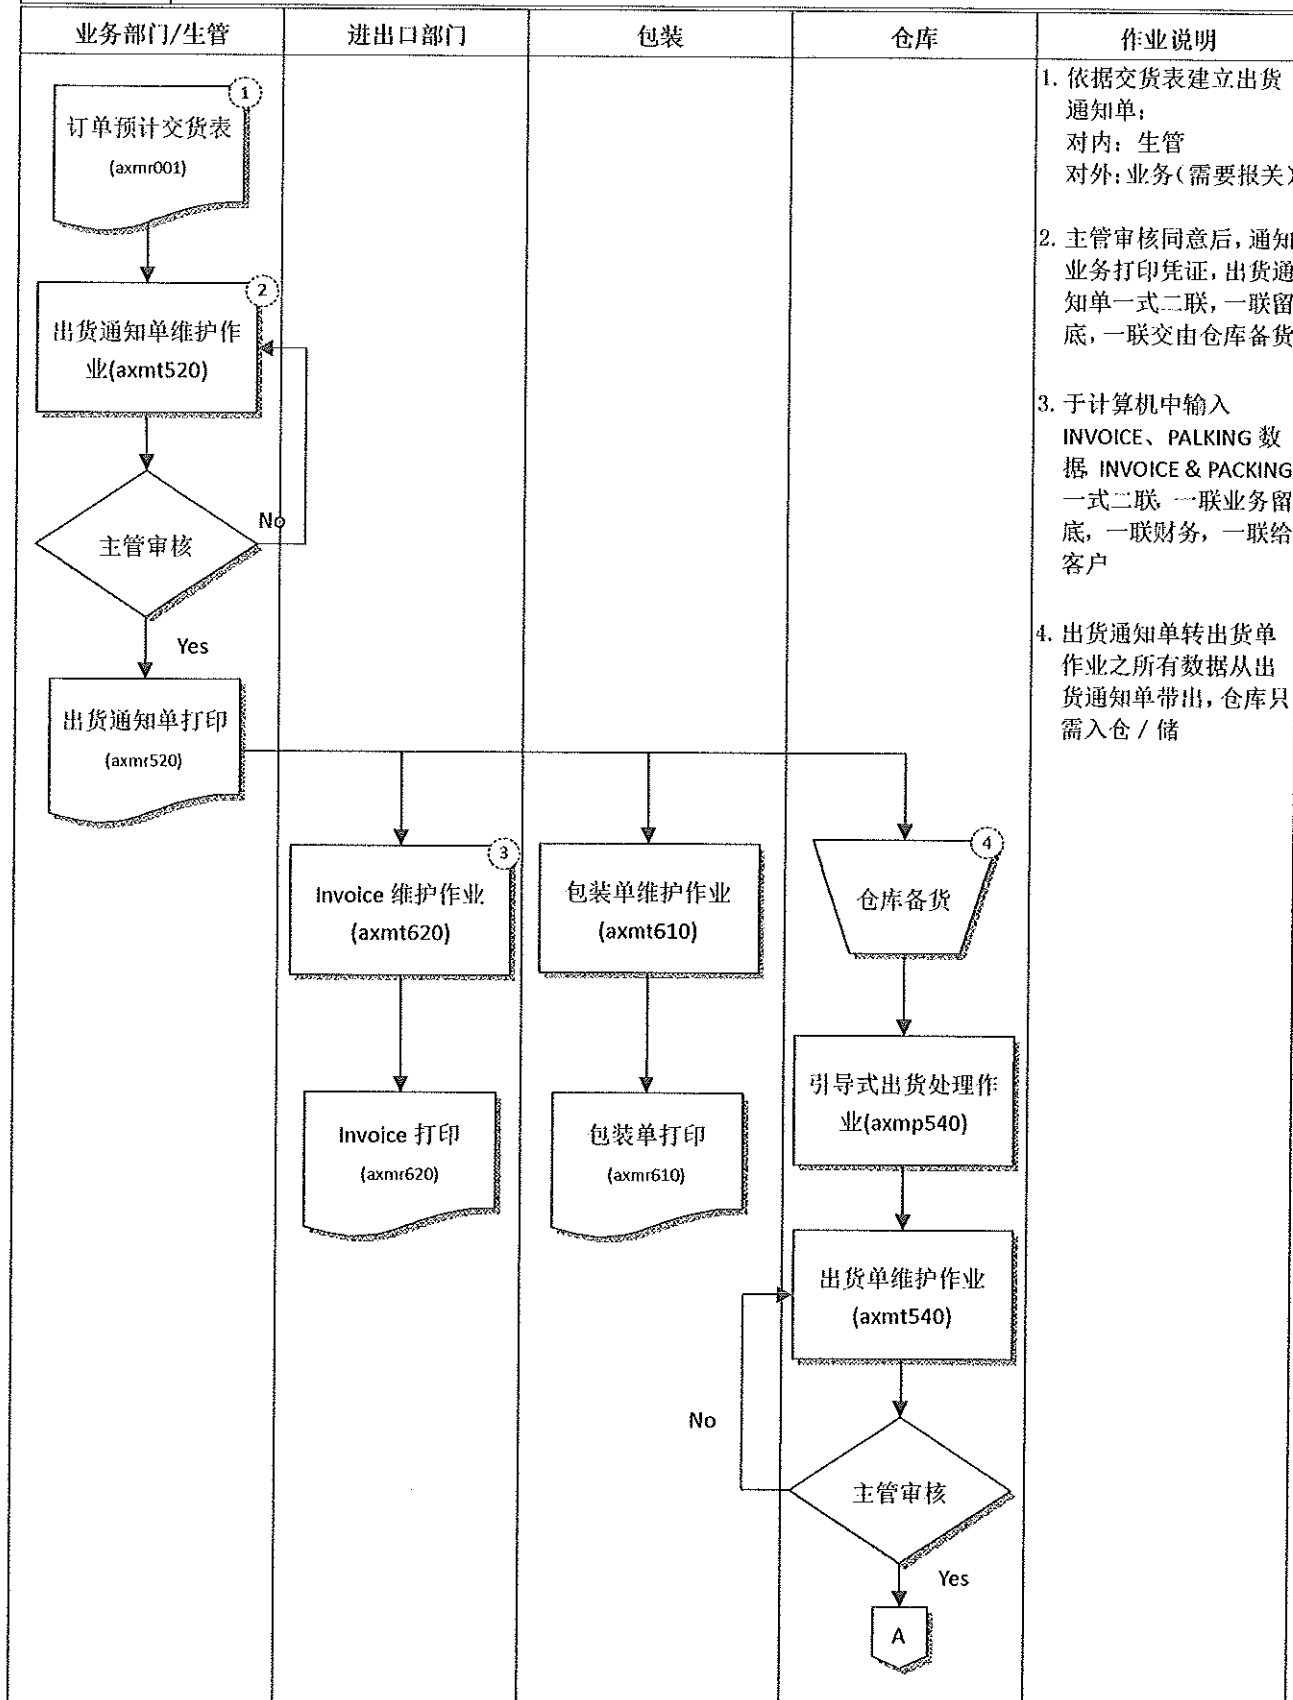 业务部门/生管
进出口部门
包装
仓库
作业说明
1
订单预计交货表
(axmr001)
2
出货通知单维护作
业(axmt520)
主管审核
No
Yes
出货通知单打印
(axmr520)
3
Invoice 维护作业
(axmt620)
Invoice 打印
(axmr620)
包装单维护作业
(axmt610)
包装单打印
(axmr610)
4
仓库备货
引导式出货处理作
业(axmp540)
出货单维护作业
(axmt540)
No
主管审核
Yes
A
1. 依据交货表建立出货
通知单;
对内: 生管
对外: 业务(需要报关)
2. 主管审核同意后, 通知
业务打印凭证, 出货通
知单一式二联, 一联留
底, 一联交由仓库备货
3. 于计算机中输入
INVOICE、PALKING 数
据 INVOICE & PACKING
一式二联 一联业务留
底, 一联财务, 一联给
客户
4. 出货通知单转出货单
作业之所有数据从出
货通知单带出, 仓库只
需入仓 / 储